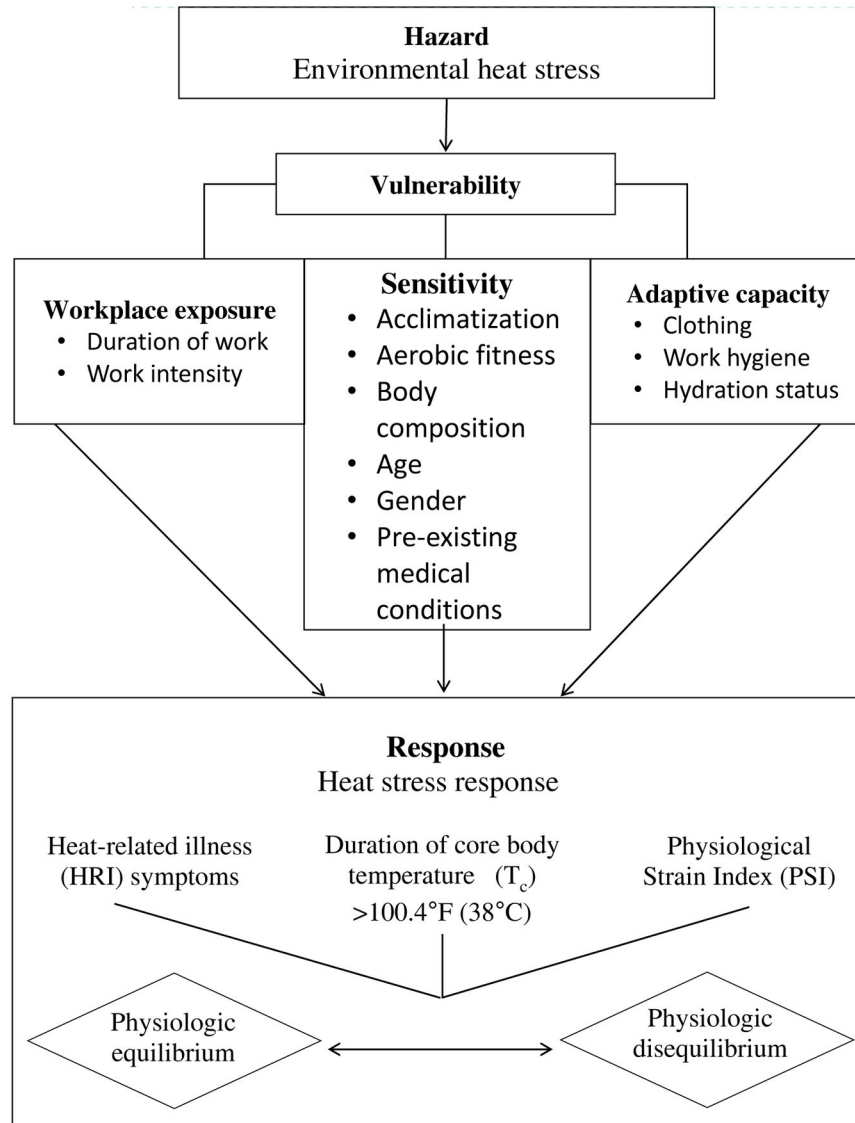 Hazard
Environmental heat stress
Vulnerability
Workplace exposure
• Duration of work
• Work intensity
Sensitivity
• Acclimatization
• Aerobic fitness
• Body
composition
• Age
• Gender
• Pre-existing
medical
conditions
Adaptive capacity
• Clothing
• Work hygiene
• Hydration status
Response
Heat stress response
Heat-related illness
(HRI) symptoms
Duration of core body
temperature (Tc)
>100.4°F (38°C)
Physiological
Strain Index (PSI)
Physiologic
equilibrium
Physiologic
disequilibrium